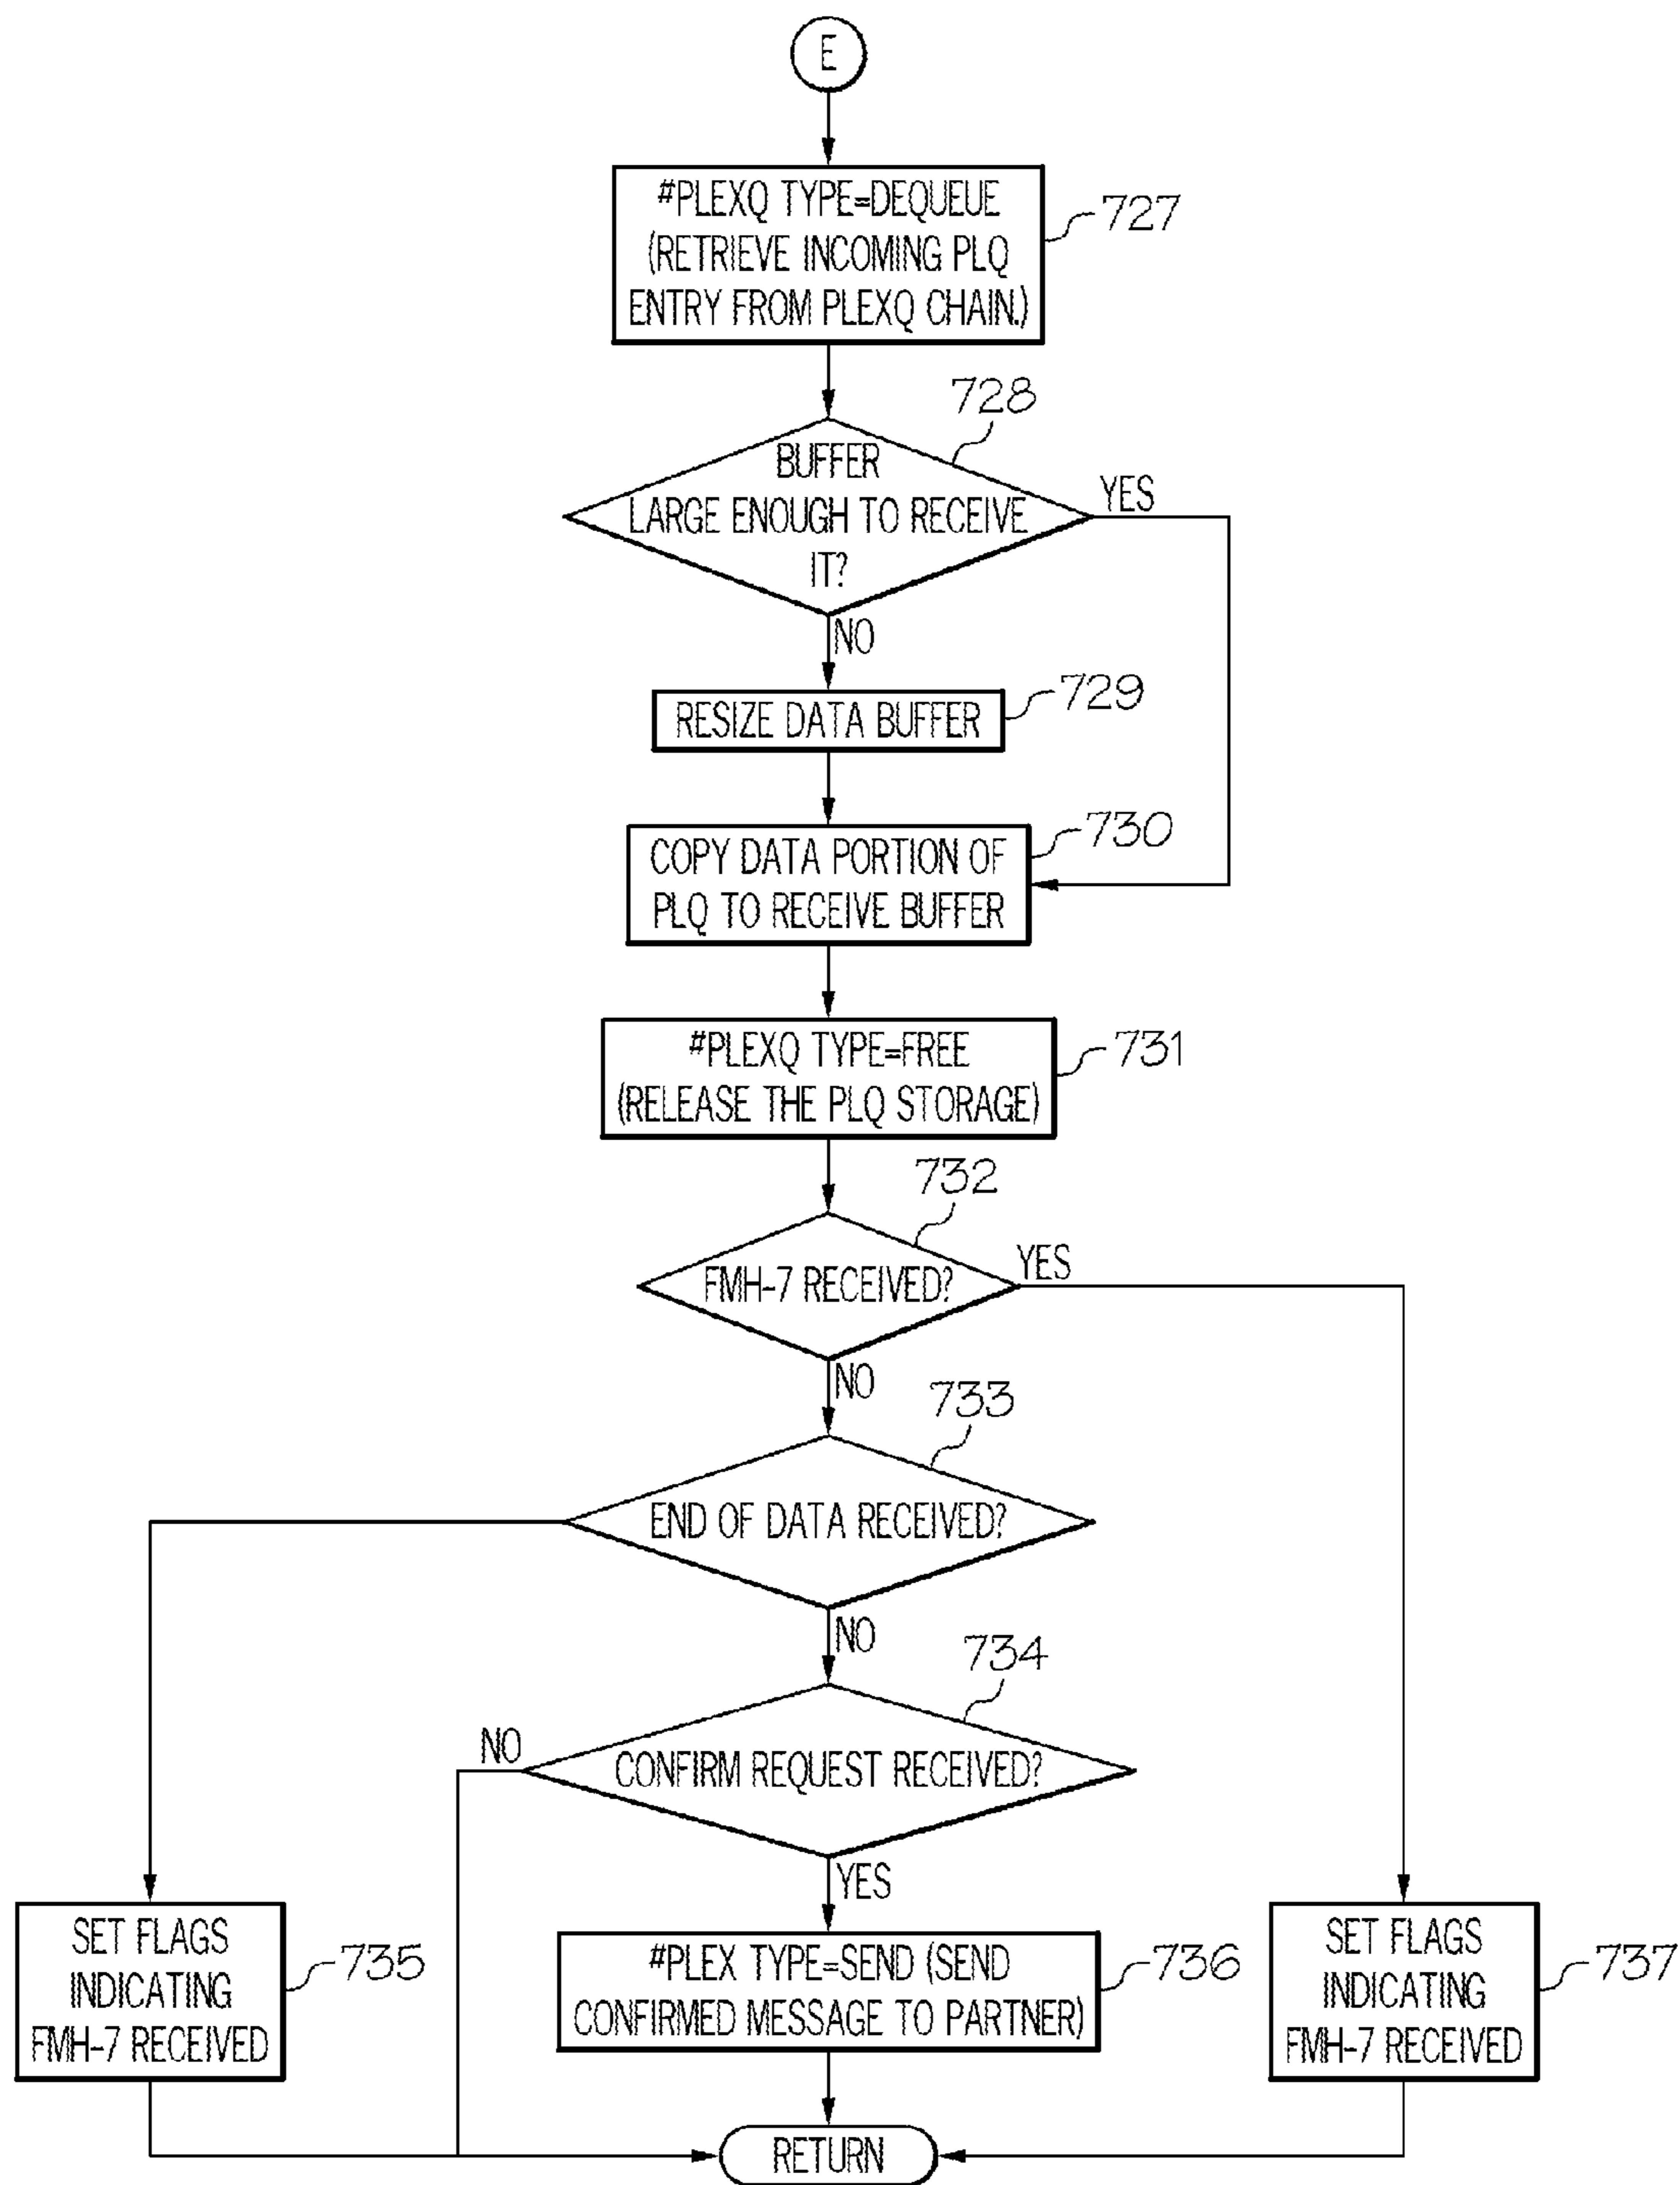 E
#PLEXQ TYPE=DEQUEUE
(RETRIEVE INCOMING PLQ
ENTRY FROM PLEXQ CHAIN.)
727
728
BUFFER
LARGE ENOUGH TO RECEIVE
IT?
YES
NO
RESIZE DATA BUFFER
729
COPY DATA PORTION OF
PLQ TO RECEIVE BUFFER
730
#PLEXQ TYPE=FREE
(RELEASE THE PLQ STORAGE)
731
732
FMH-7 RECEIVED?
YES
NO
733
END OF DATA RECEIVED?
NO
734
NO
CONFIRM REQUEST RECEIVED?
YES
SET FLAGS
INDICATING
FMH-7 RECEIVED
735
#PLEX TYPE=SEND (SEND
CONFIRMED MESSAGE TO PARTNER)
736
SET FLAGS
INDICATING
FMH-7 RECEIVED
737
RETURN